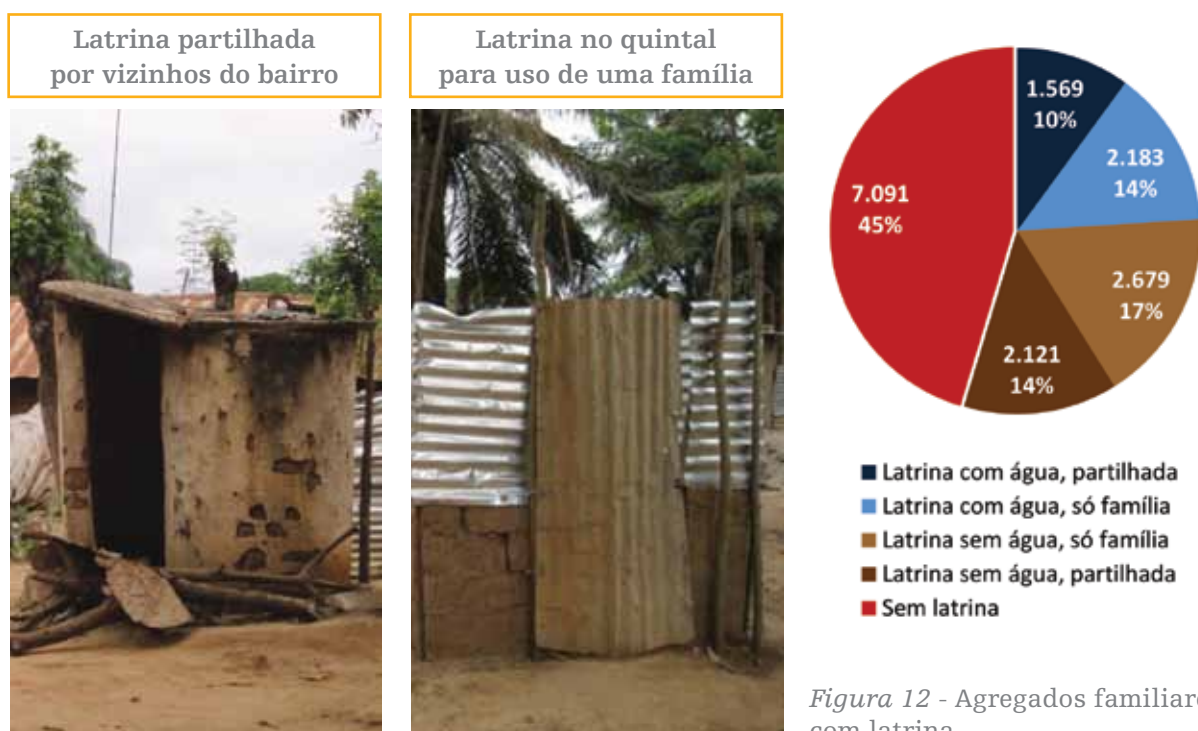 Latrina partilhada
por vizinhos do bairro
Latrina no quintal
para uso de uma família
1.569
10%
2.183
14%
2.679
17%
2.121
14%
7.091
45%
Latrina com água, partilhada
Latrina com água, só família
Latrina sem água, só família
Latrina sem água, partilhada
Sem latrina
Figura 12 - Agregados familiare
com latrina